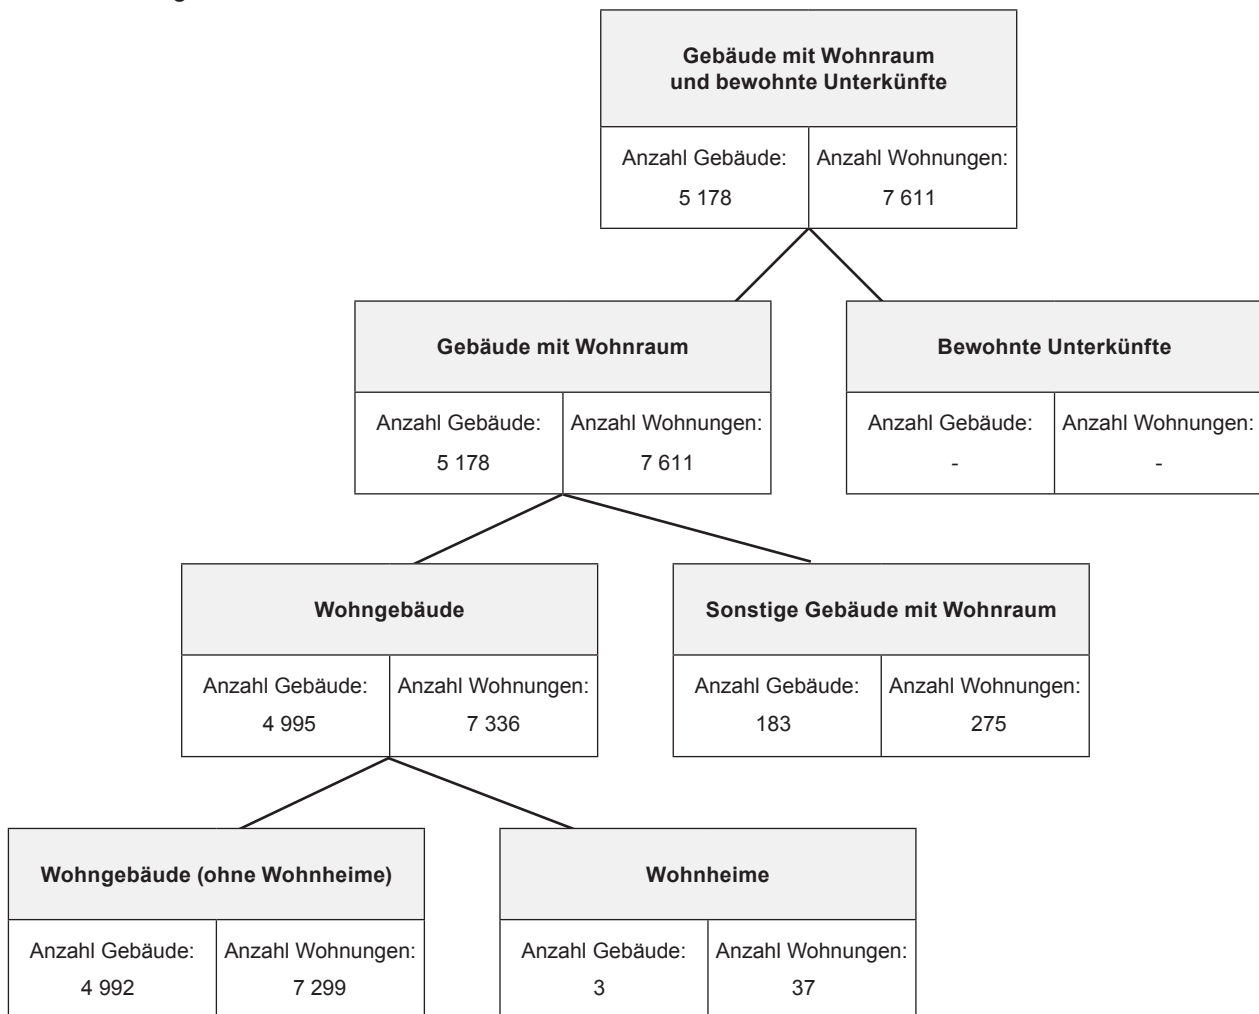 Gebäude mit Wohnraum
und bewohnte Unterkünfte
Anzahl Gebäude: Anzahl Wohnungen:
5 178 7 611
Gebäude mit Wohnraum Bewohnte Unterkünfte
Anzahl Gebäude: Anzahl Wohnungen: Anzahl Gebäude: Anzahl Wohnungen:
5 178 7 611 - -
Wohngebäude Sonstige Gebäude mit Wohnraum
Anzahl Gebäude: Anzahl Wohnungen: Anzahl Gebäude: Anzahl Wohnungen:
4 995 7 336 183 275
Wohngebäude (ohne Wohnheime) Wohnheime
Anzahl Gebäude: Anzahl Wohnungen: Anzahl Gebäude: Anzahl Wohnungen:
4 992 7 299 3 37